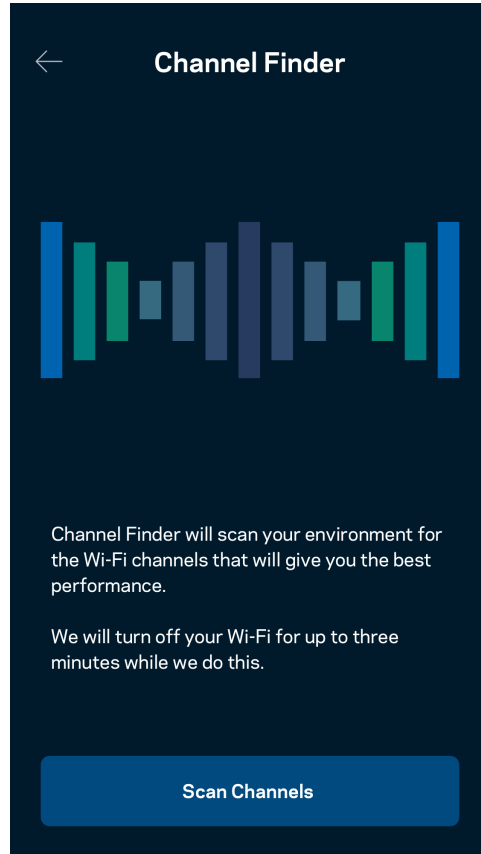 Channel Finder
Channel Finder will scan your environment for
the Wi-Fi channels that will give you the best
performance.
We will turn off your Wi-Fi for up to three
minutes while we do this.
Scan Channels